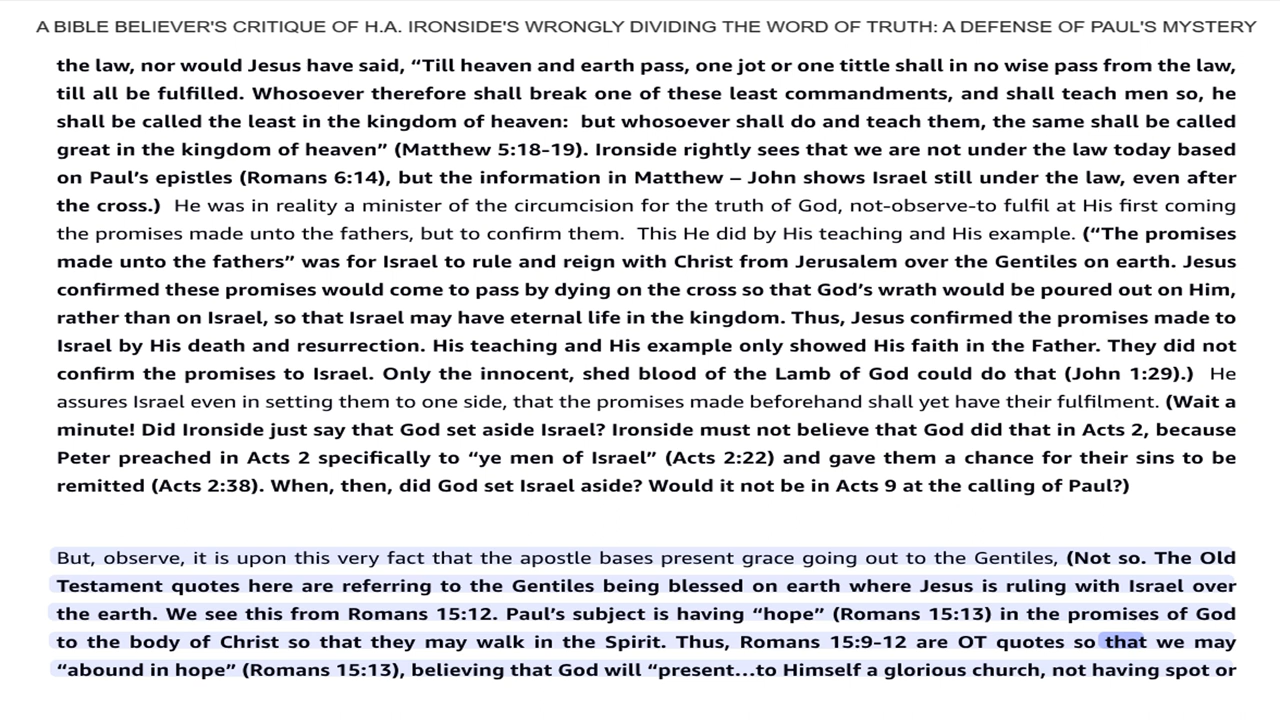 A BIBLE BELIEVER'S CRITIQUE OF H.A. IRONSIDE'S WRONGLY DIVIDING THE WORD OF TRUTH: A DEFENSE OF PAUL'S MYSTERY
the law, nor would Jesus have said, “Till heaven and earth pass, one jot or one tittle shall in no wise pass from the law,
till all be fulfilled. Whosoever therefore shall break one of these least commandments, and shall teach men so, he
shall be called the least in the kingdom of heaven:  but whosoever shall do and teach them, the same shall be called
great in the kingdom of heaven” (Matthew 5:18-19). Ironside rightly sees that we are not under the law today based
on Paul’s epistles (Romans 6:14), but the information in Matthew – John shows Israel still under the law, even after
the cross.)  He was in reality a minister of the circumcision for the truth of God, not-observe-to fulfil at His first coming
the promises made unto the fathers, but to confirm them.  This He did by His teaching and His example. (“The promises
made unto the fathers” was for Israel to rule and reign with Christ from Jerusalem over the Gentiles on earth. Jesus
confirmed these promises would come to pass by dying on the cross so that God’s wrath would be poured out on Him,
rather than on Israel, so that Israel may have eternal life in the kingdom. Thus, Jesus confirmed the promises made to
Israel by His death and resurrection. His teaching and His example only showed His faith in the Father. They did not
confirm the promises to Israel. Only the innocent, shed blood of the Lamb of God could do that (John 1:29).)  He
assures Israel even in setting them to one side, that the promises made beforehand shall yet have their fulfilment. (Wait a
minute! Did Ironside just say that God set aside Israel? Ironside must not believe that God did that in Acts 2, because
Peter preached in Acts 2 specifically to “ye men of Israel” (Acts 2:22) and gave them a chance for their sins to be
remitted (Acts 2:38). When, then, did God set Israel aside? Would it not be in Acts 9 at the calling of Paul?)
But, observe, it is upon this very fact that the apostle bases present grace going out to the Gentiles, (Not so. The Old
Testament quotes here are referring to the Gentiles being blessed on earth where Jesus is ruling with Israel over
the earth. We see this from Romans 15:12. Paul’s subject is having “hope” (Romans 15:13) in the promises of God
to the body of Christ so that they may walk in the Spirit. Thus, Romans 15:9-12 are OT quotes so that we may
“abound in hope” (Romans 15:13), believing that God will “present...to Himself a glorious church, not having spot or